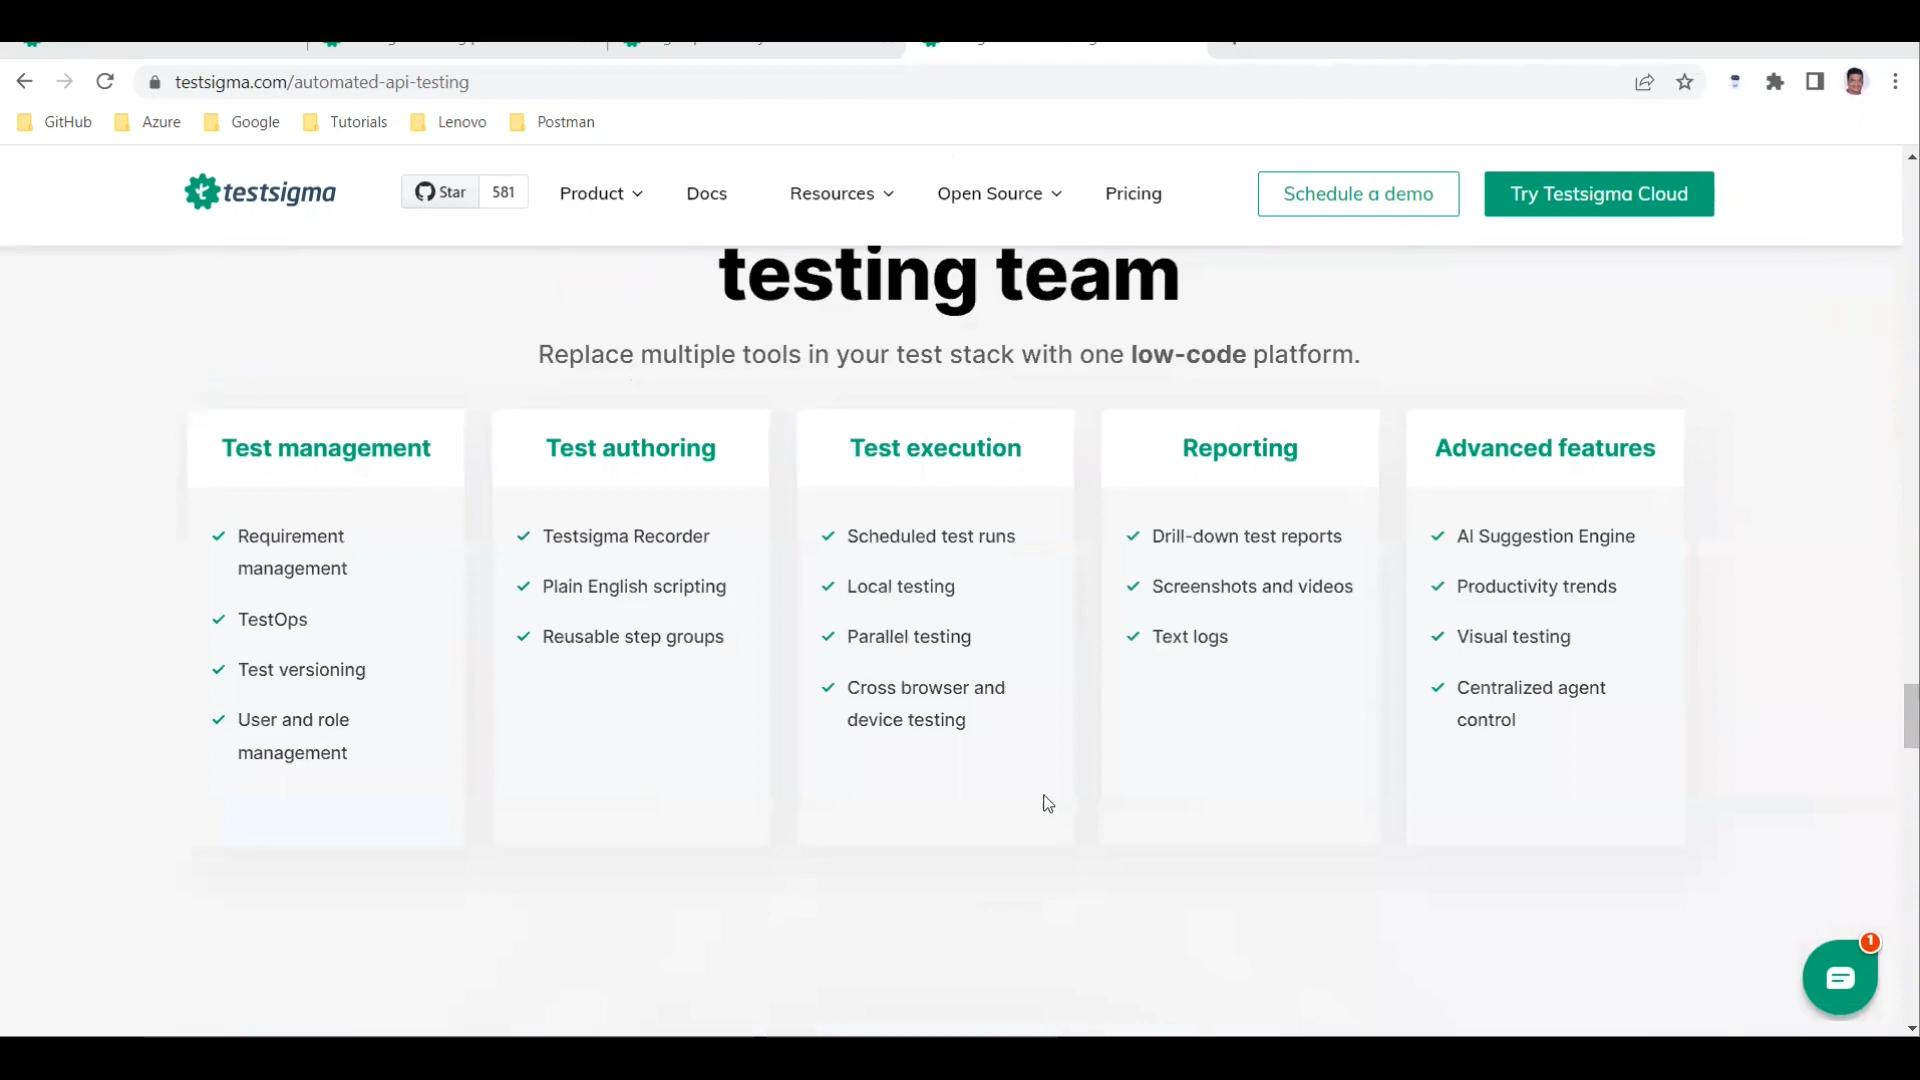 testsigma.com/automated-api-testing
GitHub Azure Google Tutorials Lenovo Postman
testsigma Star 581 Product Docs Resources Open Source Pricing Schedule a demo Try Testsigma Cloud
testing team
Replace multiple tools in your test stack with one low-code platform.
Test management
Requirement
management
TestOps
Test versioning
User and role
management
Test authoring
Testsigma Recorder
Plain English scripting
Reusable step groups
Test execution
Scheduled test runs
Local testing
Parallel testing
Cross browser and
device testing
Reporting
Drill-down test reports
Screenshots and videos
Text logs
Advanced features
AI Suggestion Engine
Productivity trends
Visual testing
Centralized agent
control
1